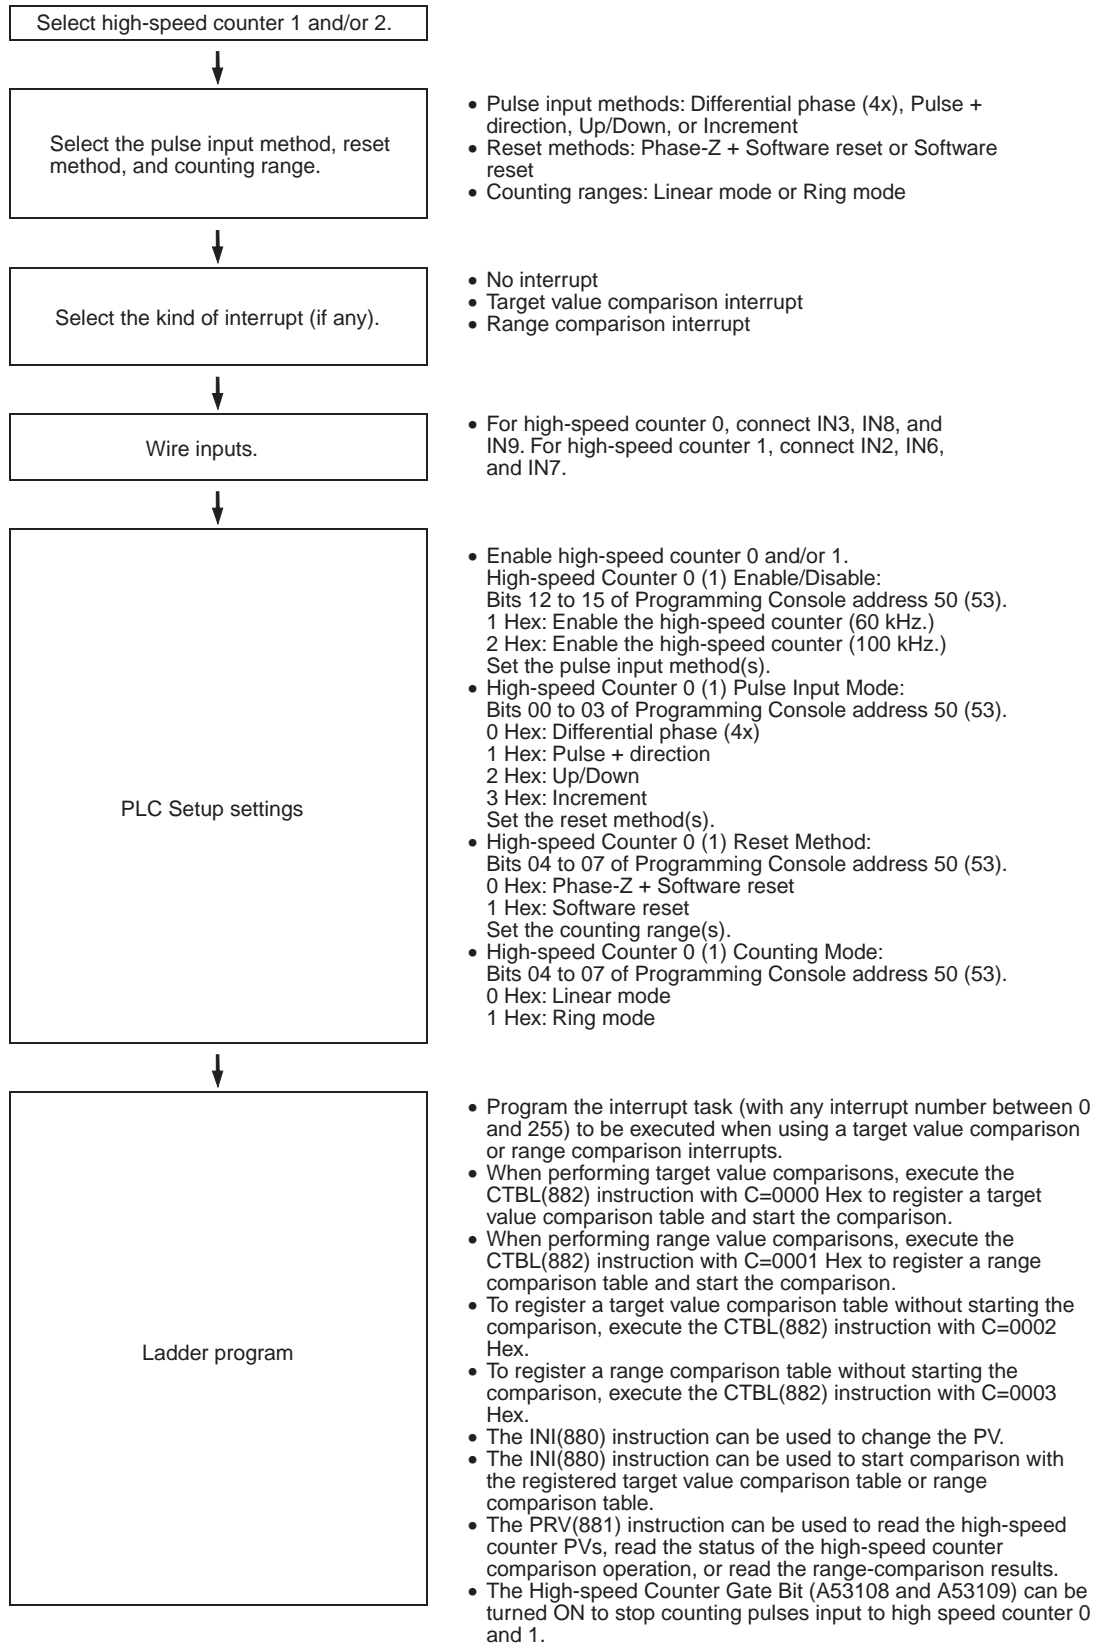 Select high-speed counter 1 and/or 2.
Select the pulse input method, reset
method, and counting range.
• Pulse input methods: Differential phase (4x), Pulse +
direction, Up/Down, or Increment
• Reset methods: Phase-Z + Software reset or Software
reset
• Counting ranges: Linear mode or Ring mode
Select the kind of interrupt (if any).
• No interrupt
• Target value comparison interrupt
• Range comparison interrupt
Wire inputs.
• For high-speed counter 0, connect IN3, IN8, and
IN9. For high-speed counter 1, connect IN2, IN6,
and IN7.
PLC Setup settings
• Enable high-speed counter 0 and/or 1.
High-speed Counter 0 (1) Enable/Disable:
Bits 12 to 15 of Programming Console address 50 (53).
1 Hex: Enable the high-speed counter (60 kHz.)
2 Hex: Enable the high-speed counter (100 kHz.)
Set the pulse input method(s).
• High-speed Counter 0 (1) Pulse Input Mode:
Bits 00 to 03 of Programming Console address 50 (53).
0 Hex: Differential phase (4x)
1 Hex: Pulse + direction
2 Hex: Up/Down
3 Hex: Increment
Set the reset method(s).
• High-speed Counter 0 (1) Reset Method:
Bits 04 to 07 of Programming Console address 50 (53).
0 Hex: Phase-Z + Software reset
1 Hex: Software reset
Set the counting range(s).
• High-speed Counter 0 (1) Counting Mode:
Bits 04 to 07 of Programming Console address 50 (53).
0 Hex: Linear mode
1 Hex: Ring mode
Ladder program
• Program the interrupt task (with any interrupt number between 0
and 255) to be executed when using a target value comparison
or range comparison interrupts.
• When performing target value comparisons, execute the
CTBL(882) instruction with C=0000 Hex to register a target
value comparison table and start the comparison.
• When performing range value comparisons, execute the
CTBL(882) instruction with C=0001 Hex to register a range
comparison table and start the comparison.
• To register a target value comparison table without starting the
comparison, execute the CTBL(882) instruction with C=0002
Hex.
• To register a range comparison table without starting the
comparison, execute the CTBL(882) instruction with C=0003
Hex.
• The INI(880) instruction can be used to change the PV.
• The INI(880) instruction can be used to start comparison with
the registered target value comparison table or range
comparison table.
• The PRV(881) instruction can be used to read the high-speed
counter PVs, read the status of the high-speed counter
comparison operation, or read the range-comparison results.
• The High-speed Counter Gate Bit (A53108 and A53109) can be
turned ON to stop counting pulses input to high speed counter 0
and 1.